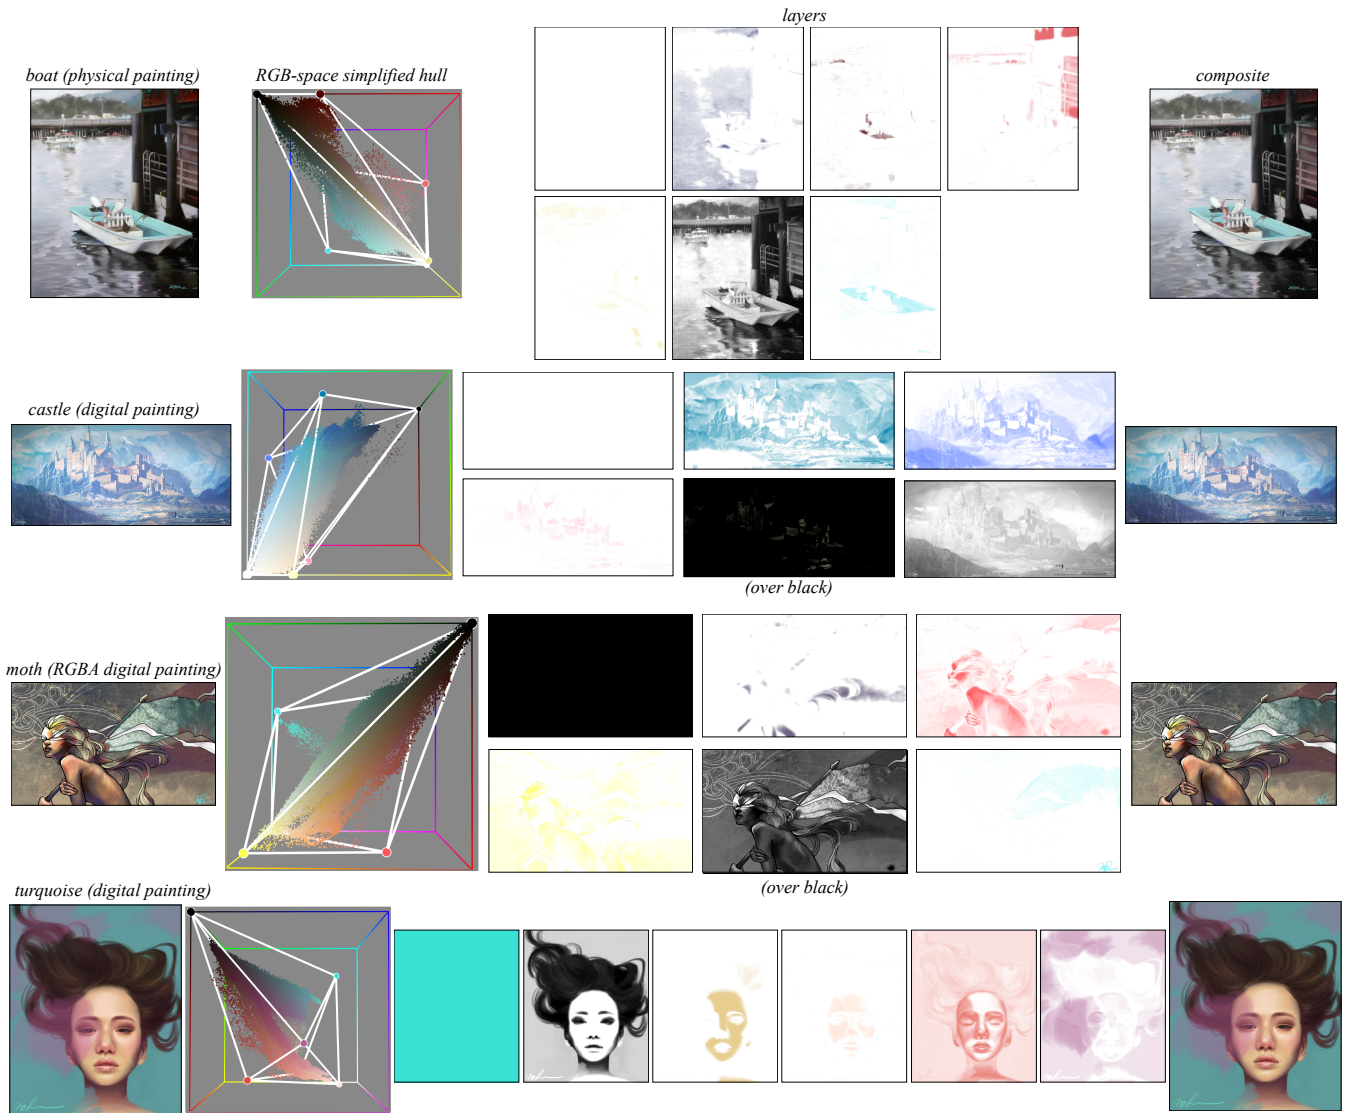 layers
boat (physical painting)
RGB-space simplified hull
composite
castle (digital painting)
(over black)
moth (RGBA digital painting)
(over black)
turquoise (digital painting)